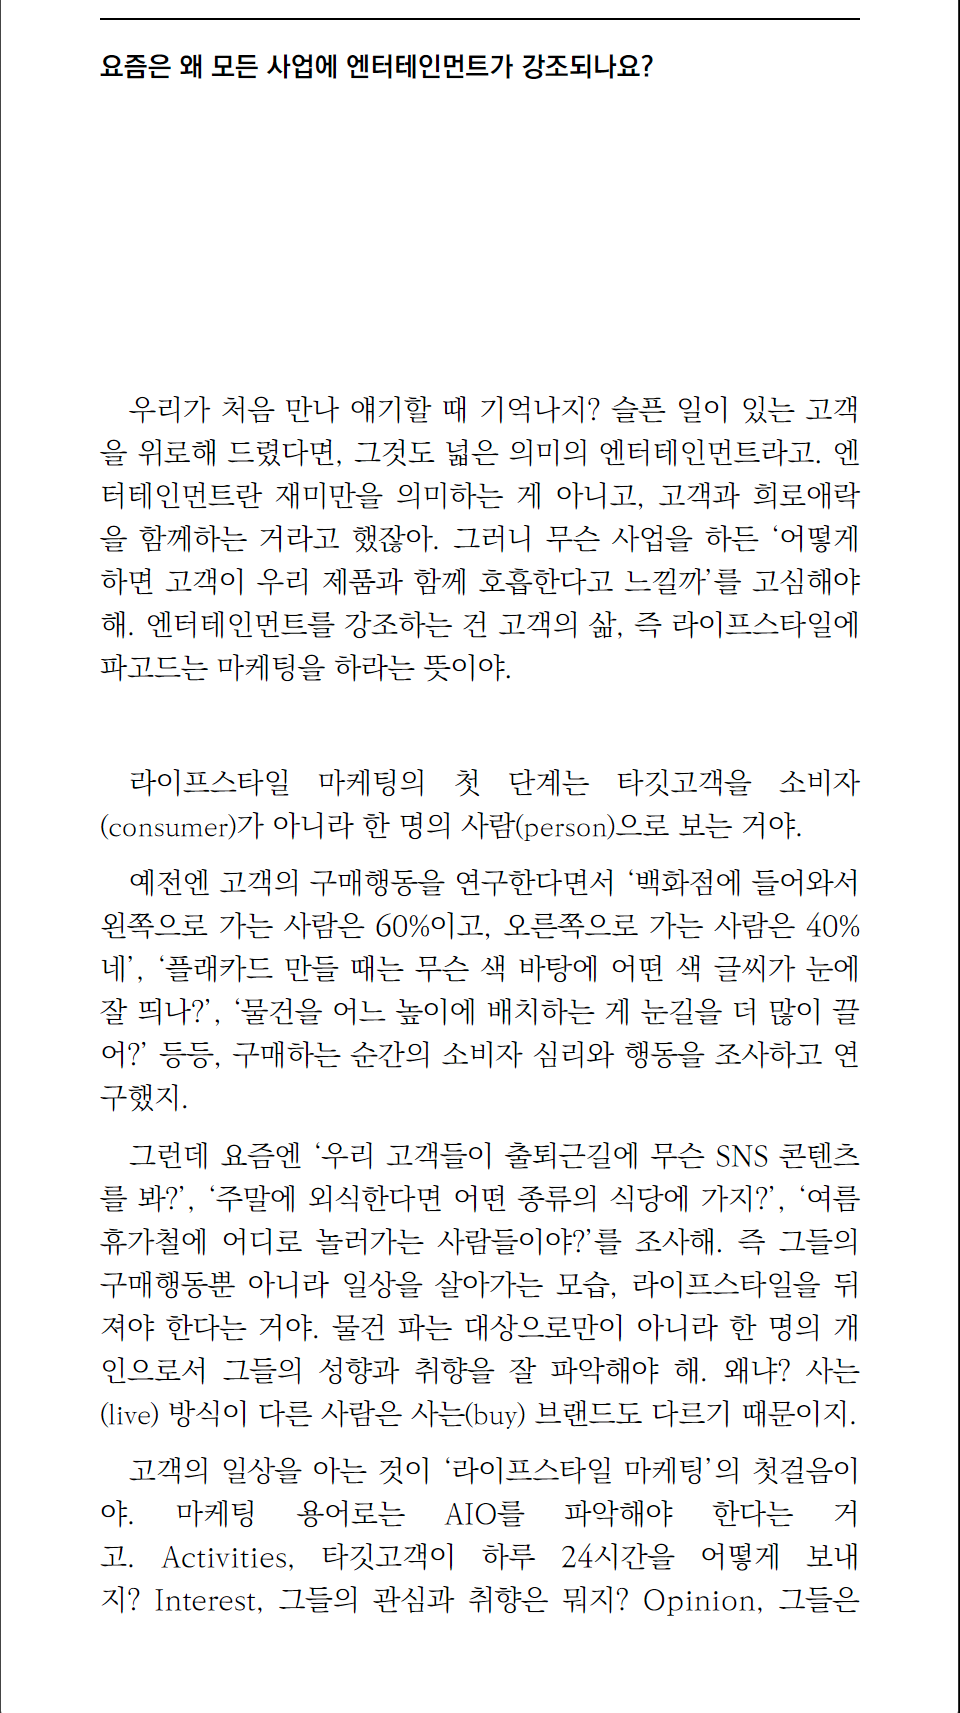 요즘은 왜 모든 사업에 엔터테인먼트가 강조되나요?
우리가 처음 만나 얘기할 때 기억나지? 슬픈 일이 있는 고객
을 위로해 드렸다면, 그것도 넓은 의미의 엔터테인먼트라고. 엔
터테인먼트란 재미만을 의미하는 게 아니고, 고객과 희로애락
을 함께하는 거라고 했잖아. 그러니 무슨 사업을 하든 ‘어떻게
하면 고객이 우리 제품과 함께 호흡한다고 느낄까’를 고심해야
해. 엔터테인먼트를 강조하는 건 고객의 삶, 즉 라이프스타일에
파고드는 마케팅을 하라는 뜻이야.
라이프스타일 마케팅의 첫 단계는 타깃고객을 소비자
(consumer)가 아니라 한 명의 사람(person)으로 보는 거야.
예전엔 고객의 구매행동을 연구한다면서 ‘백화점에 들어와서
왼쪽으로 가는 사람은 60%이고, 오른쪽으로 가는 사람은 40%
네’, ‘플래카드 만들 때는 무슨 색 바탕에 어떤 색 글씨가 눈에
잘 띄나?’, ‘물건을 어느 높이에 배치하는 게 눈길을 더 많이 끌
어?’ 등등, 구매하는 순간의 소비자 심리와 행동을 조사하고 연
구했지.
그런데 요즘엔 ‘우리 고객들이 출퇴근길에 무슨 SNS 콘텐츠
를 봐?’, ‘주말에 외식한다면 어떤 종류의 식당에 가지?’, ‘여름
휴가철에 어디로 놀러가는 사람들이야?’를 조사해. 즉 그들의
구매행동뿐 아니라 일상을 살아가는 모습, 라이프스타일을 뒤
져야 한다는 거야. 물건 파는 대상으로만이 아니라 한 명의 개
인으로서 그들의 성향과 취향을 잘 파악해야 해. 왜냐? 사는
(live) 방식이 다른 사람은 사는(buy) 브랜드도 다르기 때문이지.
고객의 일상을 아는 것이 ‘라이프스타일 마케팅’의 첫걸음이
야. 마케팅 용어로는 AIO를 파악해야 한다는 거
고. Activities, 타깃고객이 하루 24시간을 어떻게 보내
지? Interest, 그들의 관심과 취향은 뭐지? Opinion, 그들은